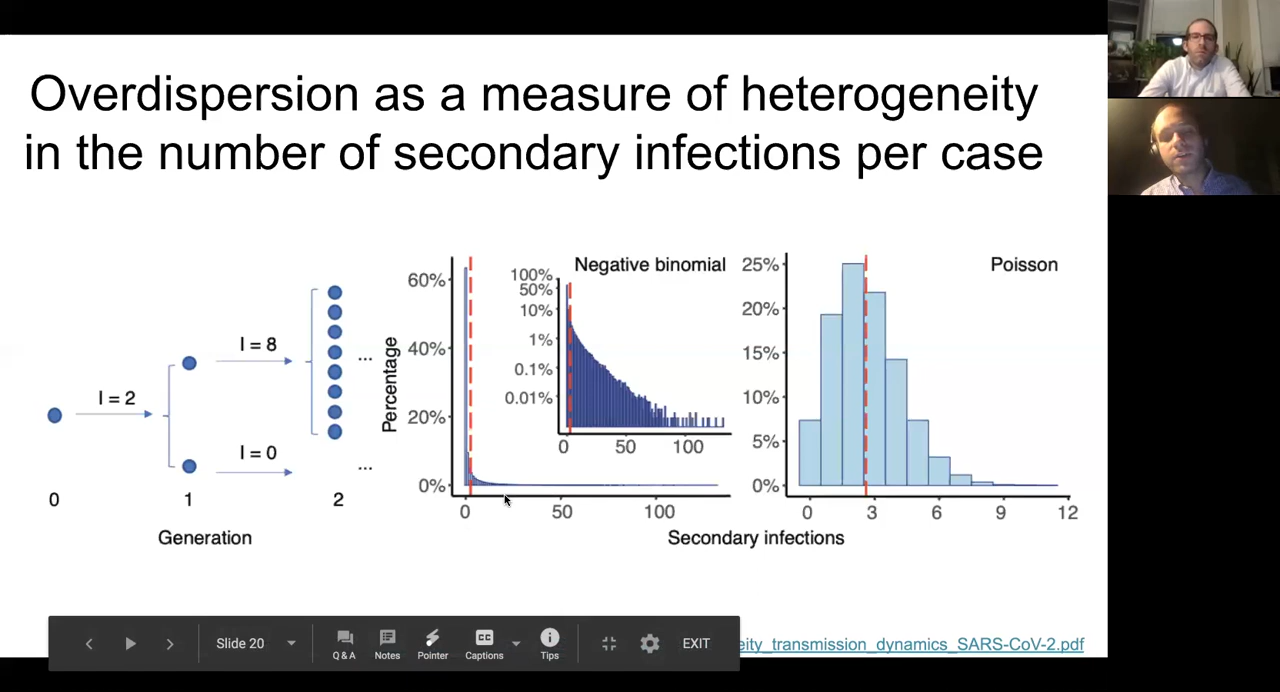 Overdispersion as a measure of heterogeneity
in the number of secondary infections per case
I = 2
I = 8
I = 0
...
...
0
1
2
Generation
Percentage
60%
40%
20%
0%
0
50
100
Negative binomial
100%
50%
10%
1%
0.1%
0.01%
0
50
100
Poisson
25%
20%
15%
10%
5%
0%
0
3
6
9
12
Secondary infections
Slide 20
Q & A
Notes
Pointer
CC
Captions
Tips
EXIT
eity_transmission_dynamics_SARS-CoV-2.pdf